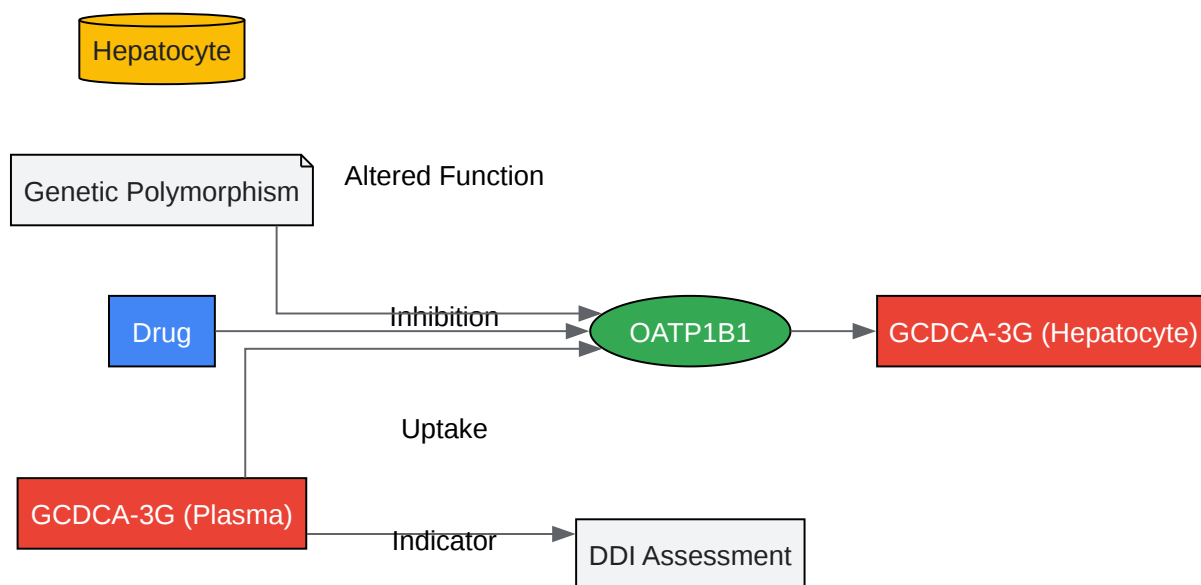 Hepatocyte
Genetic Polymorphism
Altered Function
Drug
Inhibition
OATP1B1
GCDCA-3G (Hepatocyte)
Uptake
GCDCA-3G (Plasma)
Indicator
DDI Assessment